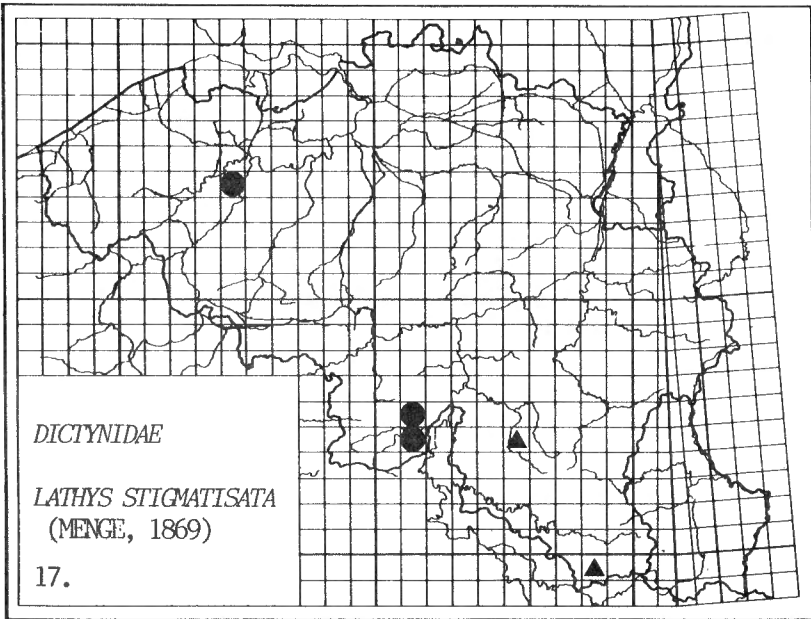 DICTYNIDAE
LATHYS STIGMATISATA
(MENGE, 1869)
17.